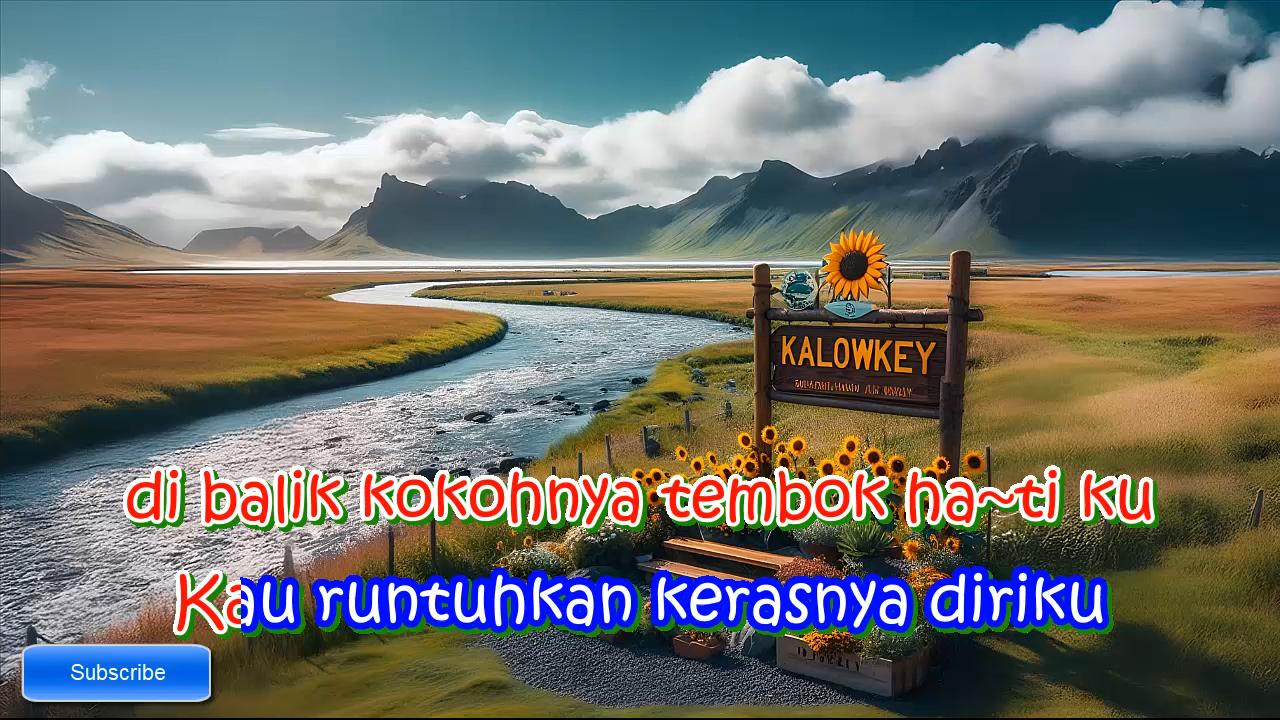 KALOWKEY
di balik kokohnya tembok ha~ti ku
Kau runtuhkan kerasnya diriku
Subscribe